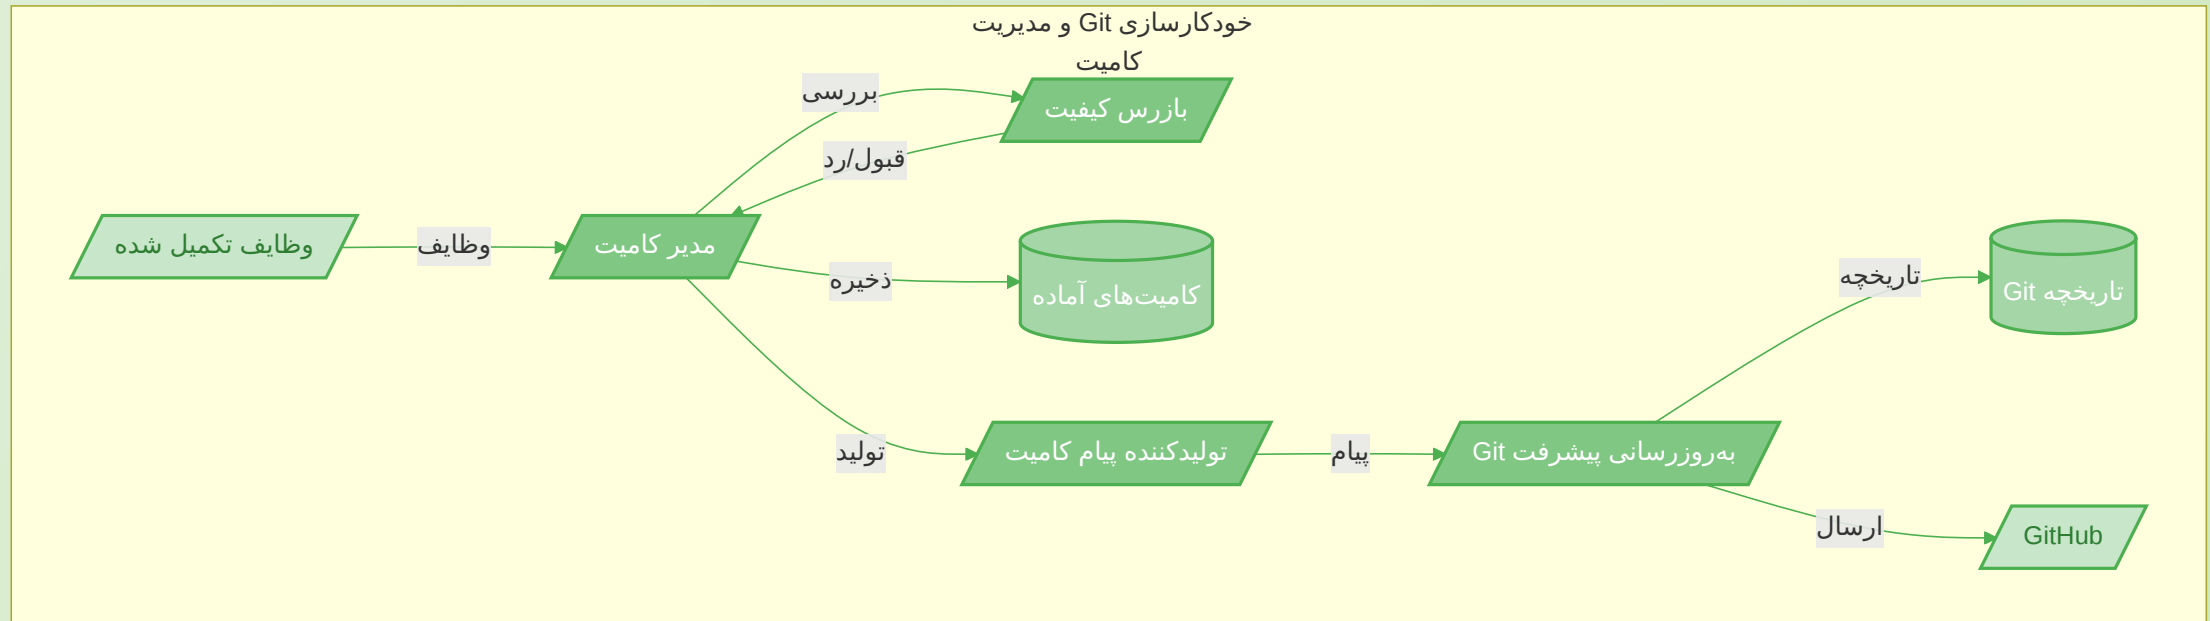 خودکارسازی Git و مدیریت
کامیت
بررسی
بازرس کیفیت
قبول/رد
وظایف تکمیل شده
وظایف
مدیر کامیت
ذخیره
کامیت‌های آماده
تاریخچه
تاریخچه Git
تولید
تولیدکننده پیام کامیت
پیام
به‌روزرسانی پیشرفت Git
ارسال
GitHub